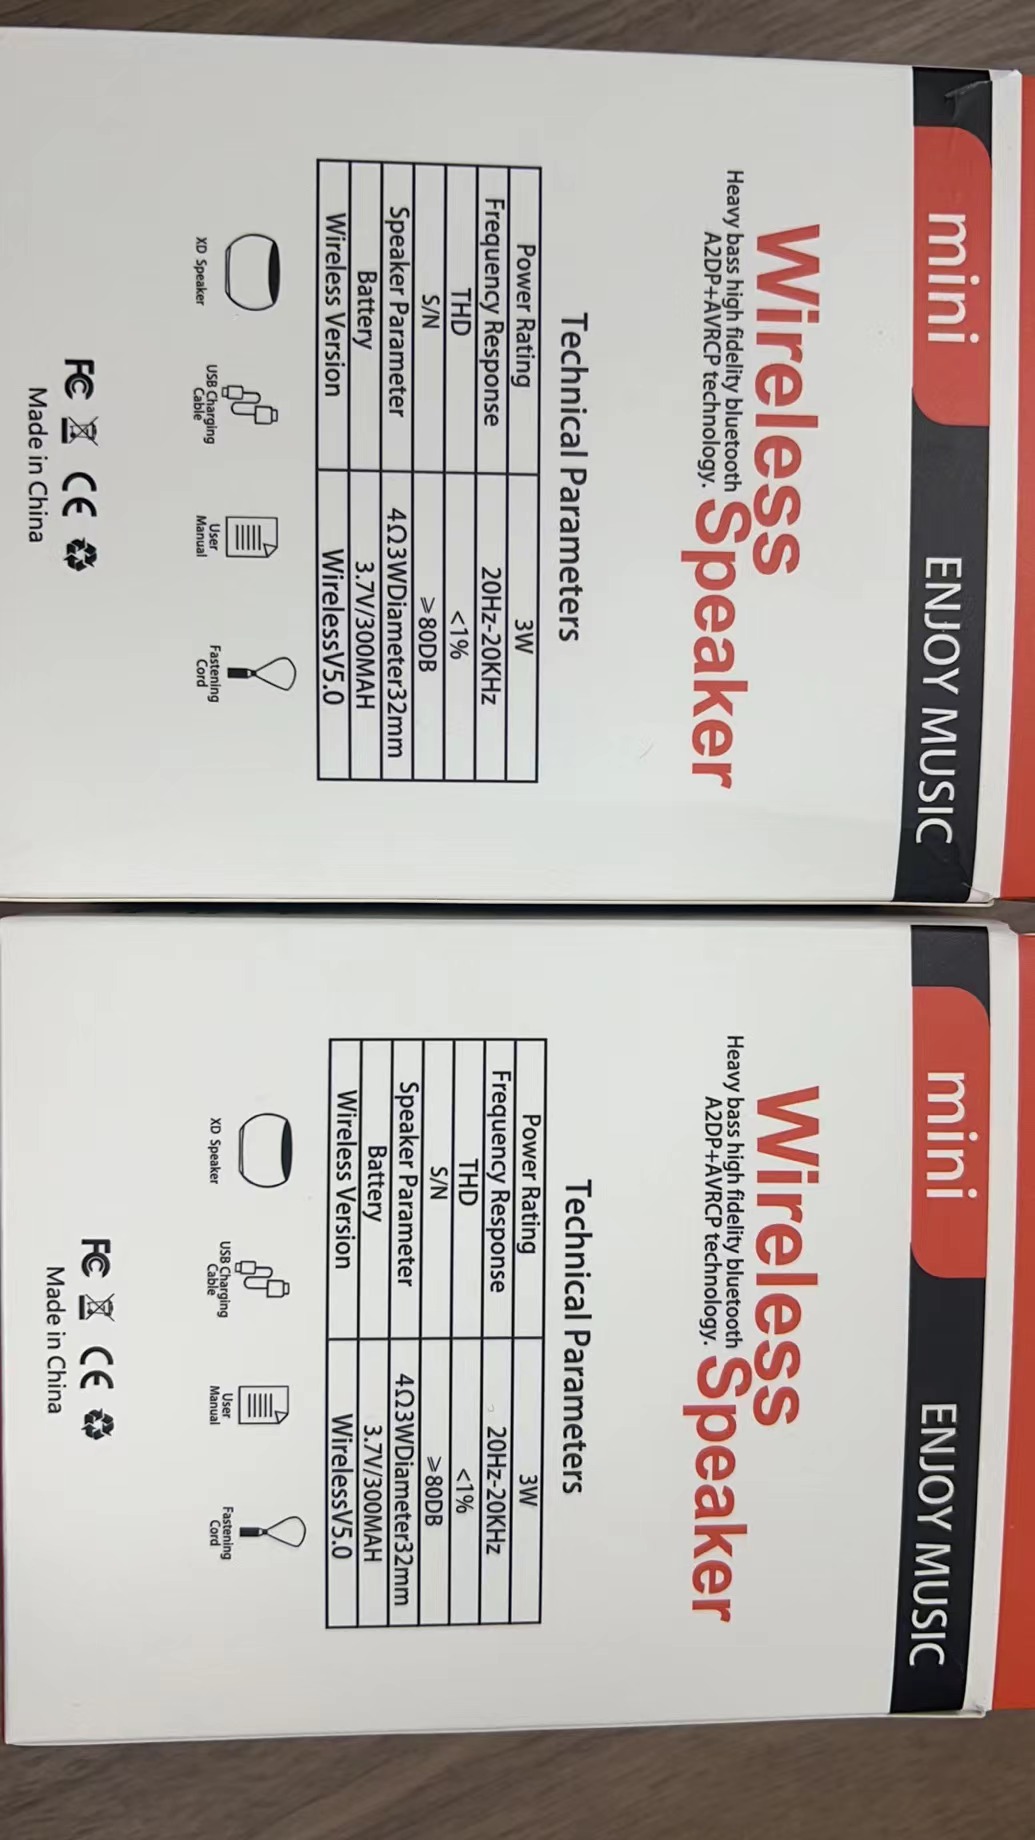 mini ENJOY MUSIC
Wireless
Heavy bass high fidelity bluetooth
A2DP+AVRCP technology. Speaker
Technical Parameters
Power Rating 3W
Frequency Response 20Hz-20KHz
THD <1%
S/N ⩾80DB
Speaker Parameter 4Ω3WDiameter32mm
Battery 3.7V/300MAH
Wireless Version WirelessV5.0
XD Speaker
USB Charging
Cable
User
Manual
Fastening
Cord
FC CE
Made in China
mini ENJOY MUSIC
Wireless
Heavy bass high fidelity bluetooth
A2DP+AVRCP technology. Speaker
Technical Parameters
Power Rating 3W
Frequency Response 20Hz-20KHz
THD <1%
S/N ⩾80DB
Speaker Parameter 4Ω3WDiameter32mm
Battery 3.7V/300MAH
Wireless Version WirelessV5.0
XD Speaker
USB Charging
Cable
User
Manual
Fastening
Cord
FC CE
Made in China